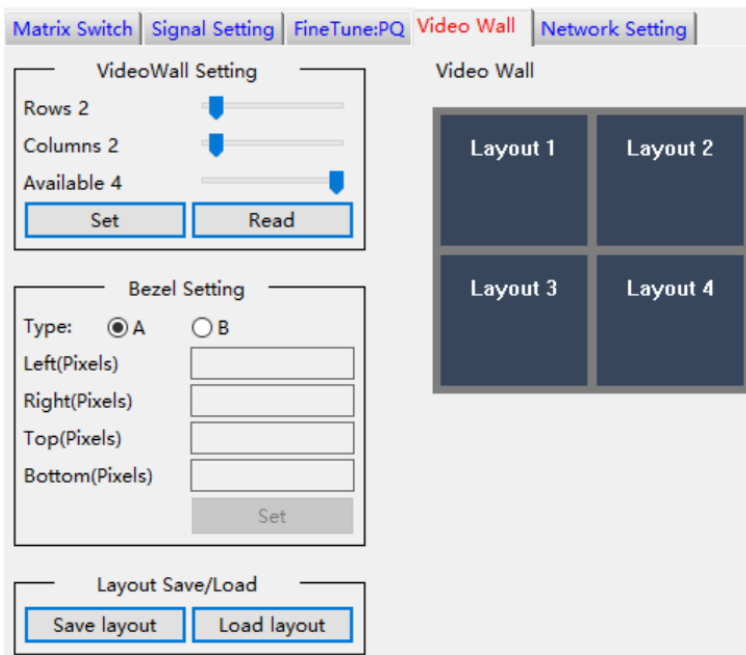 Matrix Switch Signal Setting FineTune:PQ Video Wall Network Setting
VideoWall Setting
Rows 2
Columns 2
Available 4
Set Read
Bezel Setting
Type: A B
Left(Pixels)
Right(Pixels)
Top(Pixels)
Bottom(Pixels)
Set
Layout Save/Load
Save layout Load layout
Video Wall
Layout 1 Layout 2
Layout 3 Layout 4